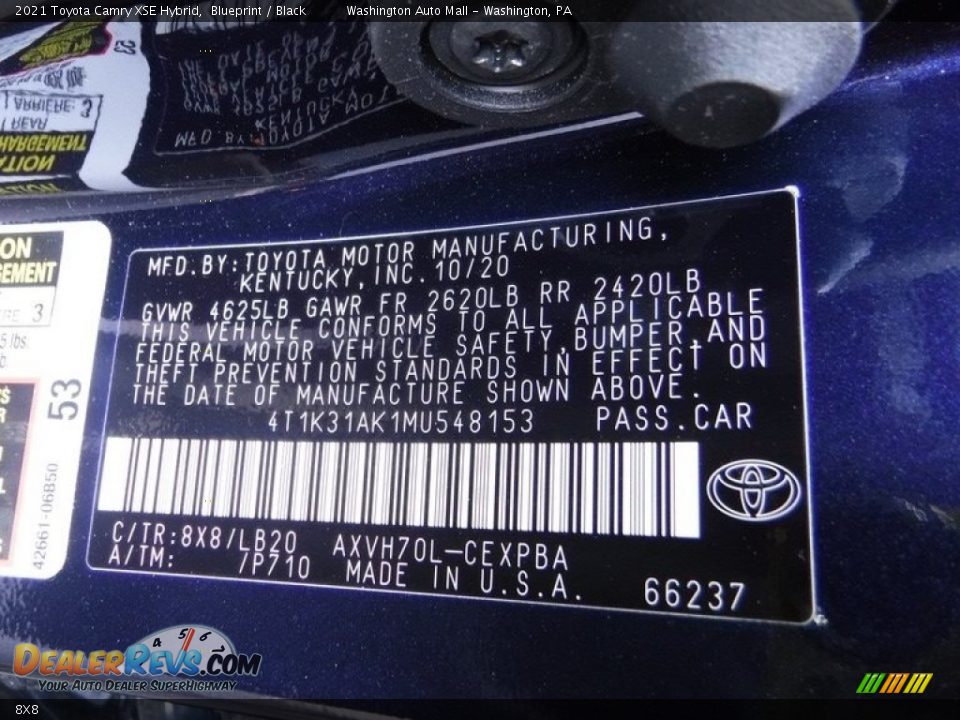 2021 Toyota Camry XSE Hybrid, Blueprint / Black Washington Auto Mall - Washington, PA
MFD.BY:TOYOTA MOTOR MANUFACTURING,
KENTUCKY,INC.10/20
GVWR 4625LB GAWR FR 2620LB RR 2420LB
THIS VEHICLE CONFORMS TO ALL APPLICABLE
FEDERAL MOTOR VEHICLE SAFETY,BUMPER,AND
THEFT PREVENTION STANDARDS IN EFFECT ON
THE DATE OF MANUFACTURE SHOWN ABOVE.
4T1K31AK1MU548153 PASS.CAR
C/TR:8X8/LB20 AXVH70L-CEXPBA
A/TM: /P710 MADE IN U.S.A.
66237
3
53
42661-06B50
DEALERREVS.COM
YOUR AUTO DEALER SUPERHIGHWAY
8X8